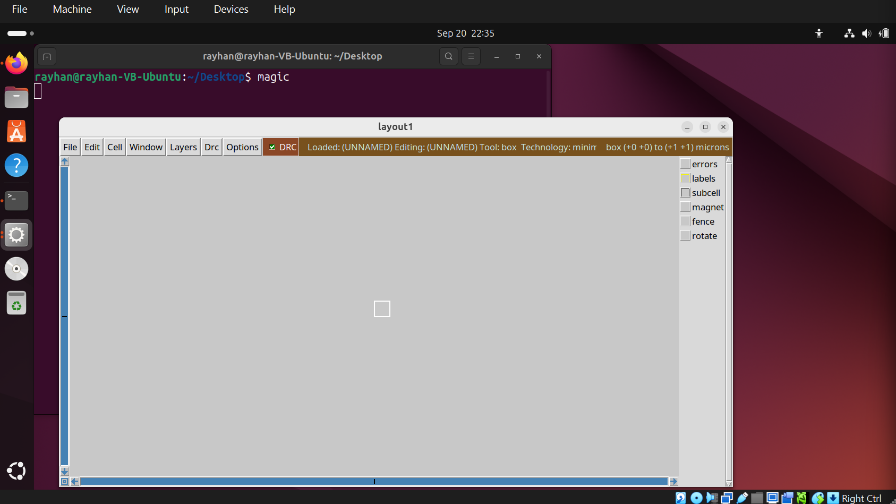 File Machine View Input Devices Help
Sep 20 22:35
rayhan@rayhan-VB-Ubuntu: ~/Desktop
rayhan@rayhan-VB-Ubuntu:~/Desktop$ magic
layout1
File Edit Cell Window Layers Drc Options DRC Loaded: (UNNAMED) Editing: (UNNAMED) Tool: box Technology: minim box (+0 +0) to (+1 +1) microns
errors
labels
subcell
magnet
fence
rotate
Right Ctrl